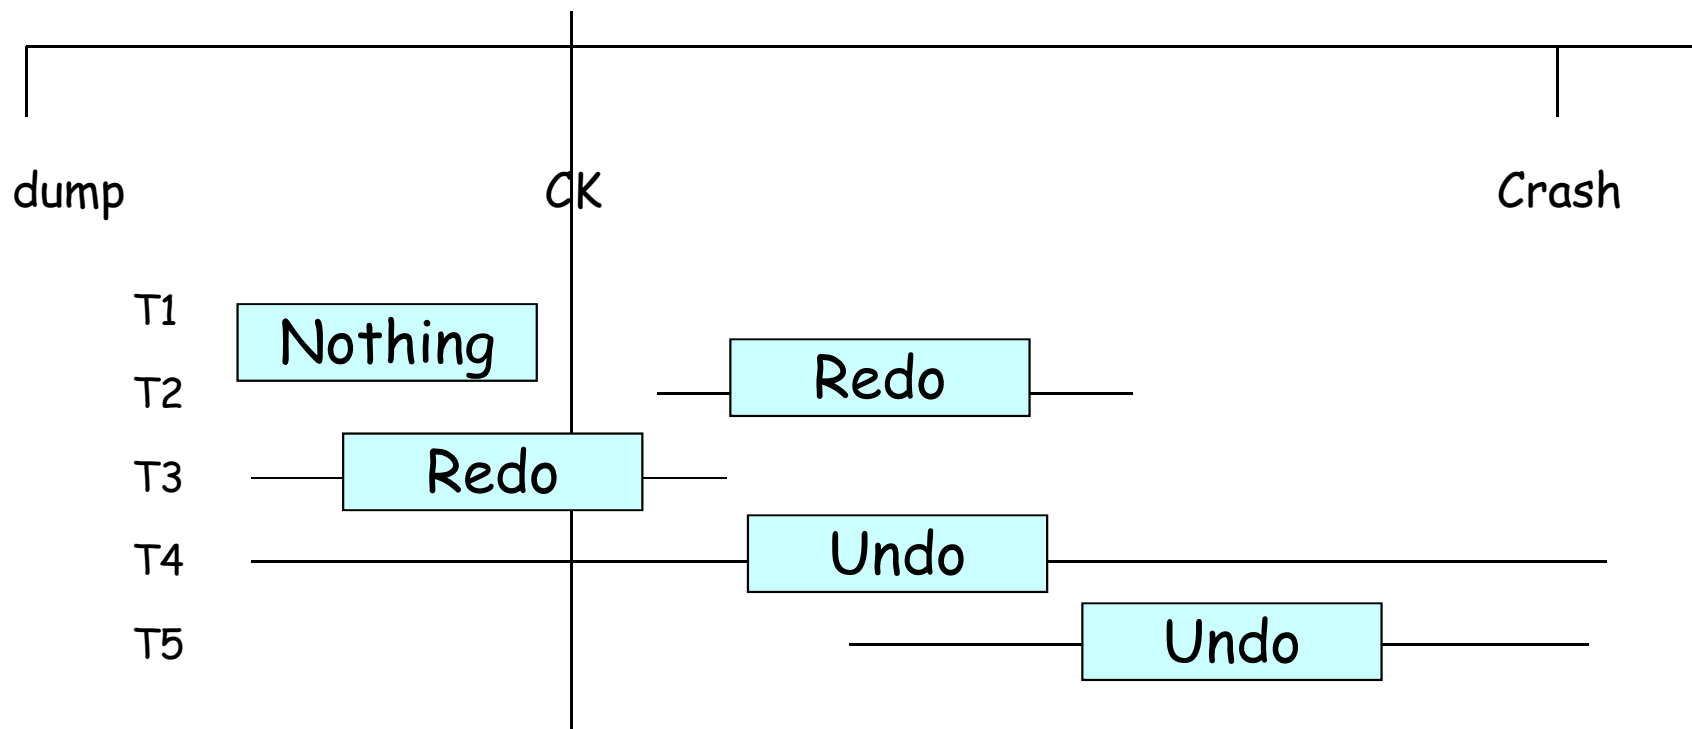 dump CK Crash
T1 Nothing
T2 Redo
T3 Redo
T4 Undo
T5 Undo